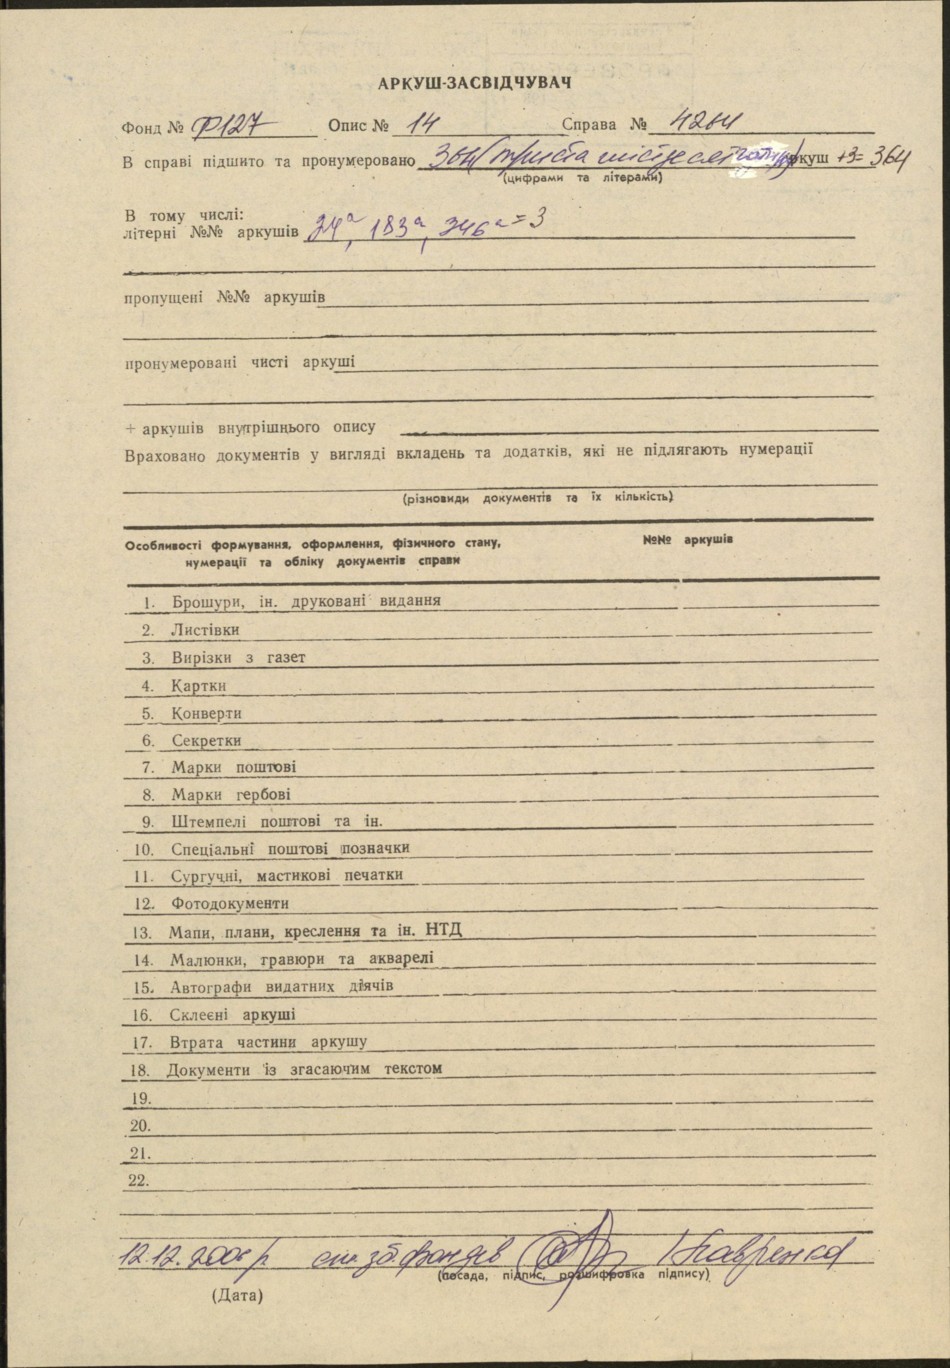 АРКУШ-ЗАСВІДЧУВАЧ
Фонд № Ф127 Опис № 14 Справа № 4264
В справі підшито та пронумеровано (триста шістдесят чотири) аркуш +3= 364
(цифрами та літерами)
В тому числі:
літерні №№ аркушів 24а, 183а, 346а = 3
пропущені №№ аркушів
пронумеровані чисті аркуші
+ аркушів внутрішнього опису
Враховано документів у вигляді вкладень та додатків, які не підлягають нумерації
(різновиди документів та їх кількість)
Особливості формування, оформлення, фізичного стану, №№ аркушів
нумерації та обліку документів справи
1. Брошури, ін. друковані видання
2. Листівки
3. Вирізки з газет
4. Картки
5. Конверти
6. Секретки
7. Марки поштові
8. Марки гербові
9. Штемпелі поштові та ін.
10. Спеціальні поштові позначки
11. Сургучні, мастикові печатки
12. Фотодокументи
13. Мапи, плани, креслення та ін. НТД
14. Малюнки, гравюри та акварелі
15. Автографи видатних діячів
16. Склеєні аркуші
17. Втрата частини аркушу
18. Документи із згасаючим текстом
19.
20.
21.
22.
12.12.2006 р. фондів
(посада, підпис, розшифровка підпису)
(Дата)